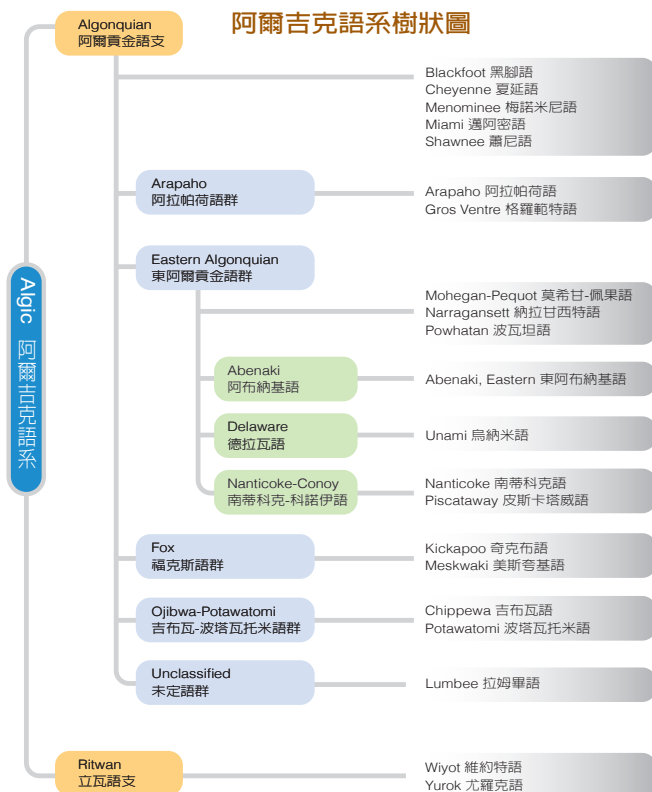 阿爾吉克語系樹狀圖
Algic 阿爾吉克語系
Algonquian
阿爾貢金語支
Blackfoot 黑腳語
Cheyenne 夏延語
Menominee 梅諾米尼語
Miami 邁阿密語
Shawnee 蕭尼語
Arapaho
阿拉帕荷語群
Arapaho 阿拉帕荷語
Gros Ventre 格羅範特語
Eastern Algonquian
東阿爾貢金語群
Mohegan-Pequot 莫希甘-佩果語
Narragansett 納拉甘西特語
Powhatan 波瓦坦語
Abenaki
阿布納基語
Abenaki, Eastern 東阿布納基語
Delaware
德拉瓦語
Unami 烏納米語
Nanticoke-Conoy
南蒂科克-科諾伊語
Nanticoke 南蒂科克語
Piscataway 皮斯卡塔威語
Fox
福克斯語群
Kickapoo 奇克布語
Meskwaki 美斯夸基語
Ojibwa-Potawatomi
吉布瓦-波塔瓦托米語群
Chippewa 吉布瓦語
Potawatomi 波塔瓦托米語
Unclassified
未定語群
Lumbee 拉姆畢語
Ritwan
立瓦語支
Wiyot 維約特語
Yurok 尤羅克語